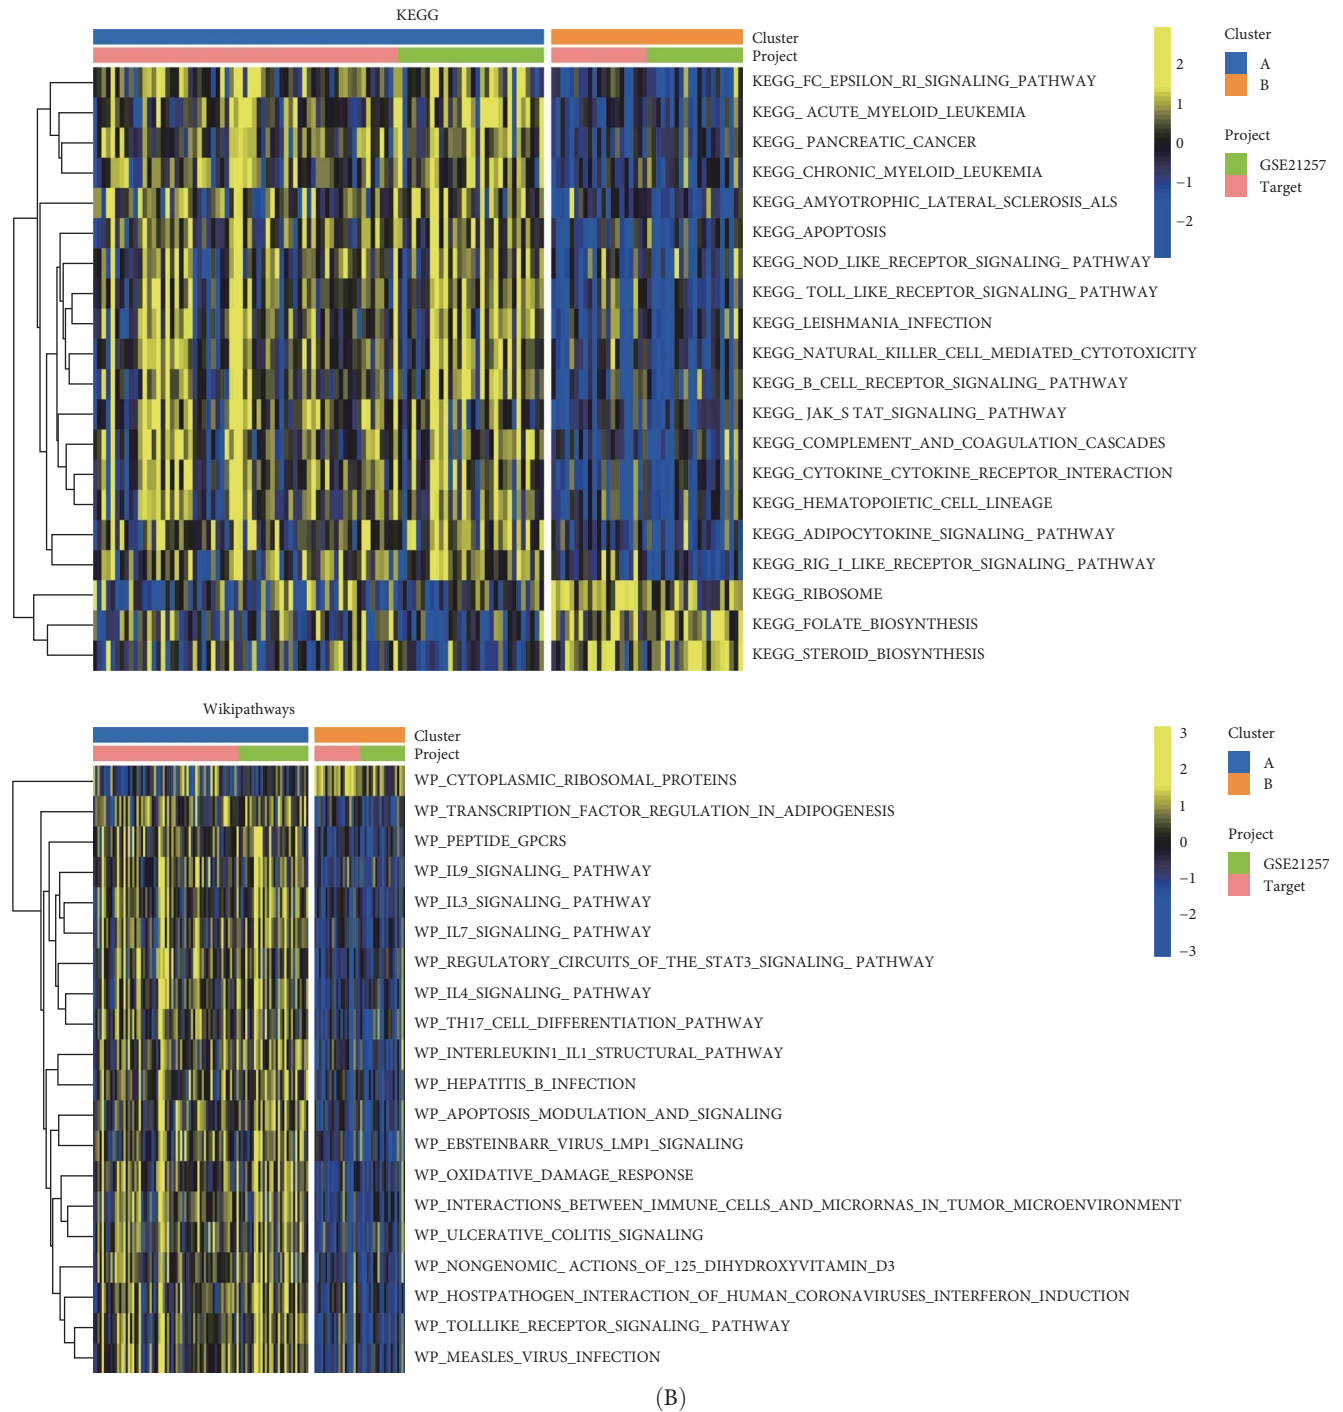 KEGG
Cluster
Project
KEGG_FC_EPSILON_RI_SIGNALING_PATHWAY
KEGG_ ACUTE_MYELOID_LEUKEMIA
KEGG_ PANCREATIC_CANCER
KEGG_CHRONIC_MYELOID_LEUKEMIA
KEGG_AMYOTROPHIC_LATERAL_SCLEROSIS_ALS
KEGG_APOPTOSIS
KEGG_NOD_LIKE_RECEPTOR_SIGNALING_ PATHWAY
KEGG_ TOLL_LIKE_RECEPTOR_SIGNALING_ PATHWAY
KEGG_LEISHMANIA_INFECTION
KEGG_NATURAL_KILLER_CELL_MEDIATED_CYTOTOXICITY
KEGG_B_CELL_RECEPTOR_SIGNALING_ PATHWAY
KEGG_ JAK_S TAT_SIGNALING_ PATHWAY
KEGG_COMPLEMENT_AND_COAGULATION_CASCADES
KEGG_CYTOKINE_CYTOKINE_RECEPTOR_INTERACTION
KEGG_HEMATOPOIETIC_CELL_LINEAGE
KEGG_ADIPOCYTOKINE_SIGNALING_ PATHWAY
KEGG_RIG_I_LIKE_RECEPTOR_SIGNALING_ PATHWAY
KEGG_RIBOSOME
KEGG_FOLATE_BIOSYNTHESIS
KEGG_STEROID_BIOSYNTHESIS
2
1
0
−1
−2
Cluster
A
B
Project
GSE21257
Target
Wikipathways
Cluster
Project
WP_CYTOPLASMIC_RIBOSOMAL_PROTEINS
WP_TRANSCRIPTION_FACTOR_REGULATION_IN_ADIPOGENESIS
WP_PEPTIDE_GPCRS
WP_IL9_SIGNALING_ PATHWAY
WP_IL3_SIGNALING_ PATHWAY
WP_IL7_SIGNALING_ PATHWAY
WP_REGULATORY_CIRCUITS_OF_THE_STAT3_SIGNALING_ PATHWAY
WP_IL4_SIGNALING_ PATHWAY
WP_TH17_CELL_DIFFERENTIATION_PATHWAY
WP_INTERLEUKIN1_IL1_STRUCTURAL_PATHWAY
WP_HEPATITIS_B_INFECTION
WP_APOPTOSIS_MODULATION_AND_SIGNALING
WP_EBSTEINBARR_VIRUS_LMP1_SIGNALING
WP_OXIDATIVE_DAMAGE_RESPONSE
WP_INTERACTIONS_BETWEEN_IMMUNE_CELLS_AND_MICRORNAS_IN_TUMOR_MICROENVIRONMENT
WP_ULCERATIVE_COLITIS_SIGNALING
WP_NONGENOMIC_ ACTIONS_OF_125_DIHYDROXYVITAMIN_D3
WP_HOSTPATHOGEN_INTERACTION_OF_HUMAN_CORONAVIRUSES_INTERFERON_INDUCTION
WP_TOLLLIKE_RECEPTOR_SIGNALING_ PATHWAY
WP_MEASLES_VIRUS_INFECTION
3
2
1
0
−1
−2
−3
Cluster
A
B
Project
GSE21257
Target
(B)